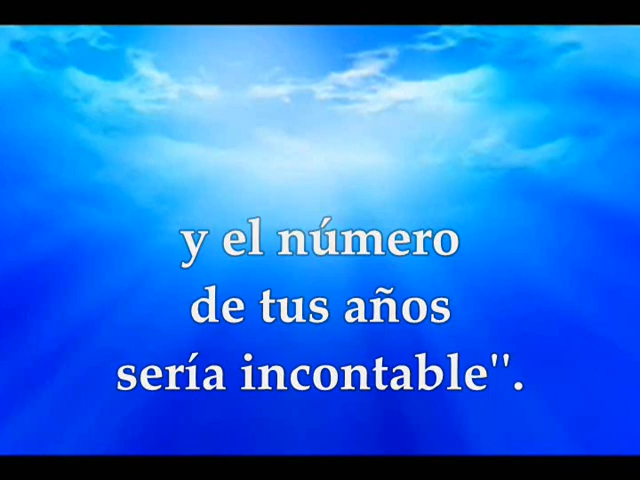 y el número
de tus años
sería incontable".